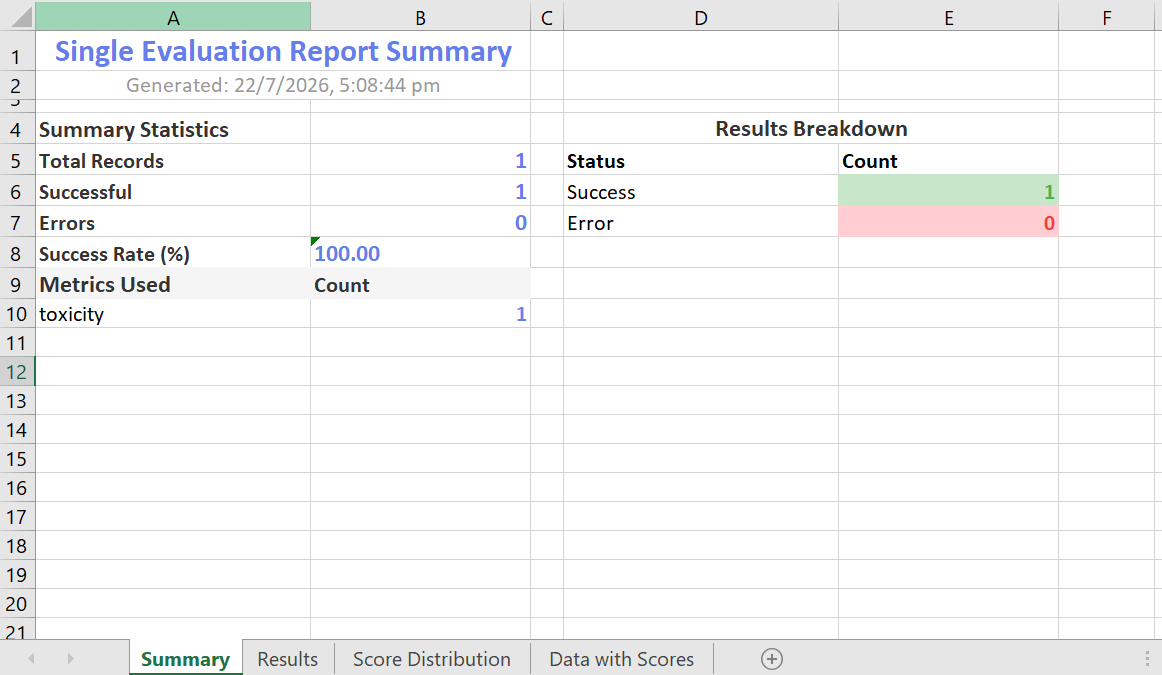 A B C D E F
1 Single Evaluation Report Summary
2 Generated: 22/7/2026, 5:08:44 pm
3
4 Summary Statistics Results Breakdown
5 Total Records 1 Status Count
6 Successful 1 Success 1
7 Errors 0 Error 0
8 Success Rate (%) 100.00
9 Metrics Used Count
10 toxicity 1
11
12
13
14
15
16
17
18
19
20
21
Summary Results Score Distribution Data with Scores